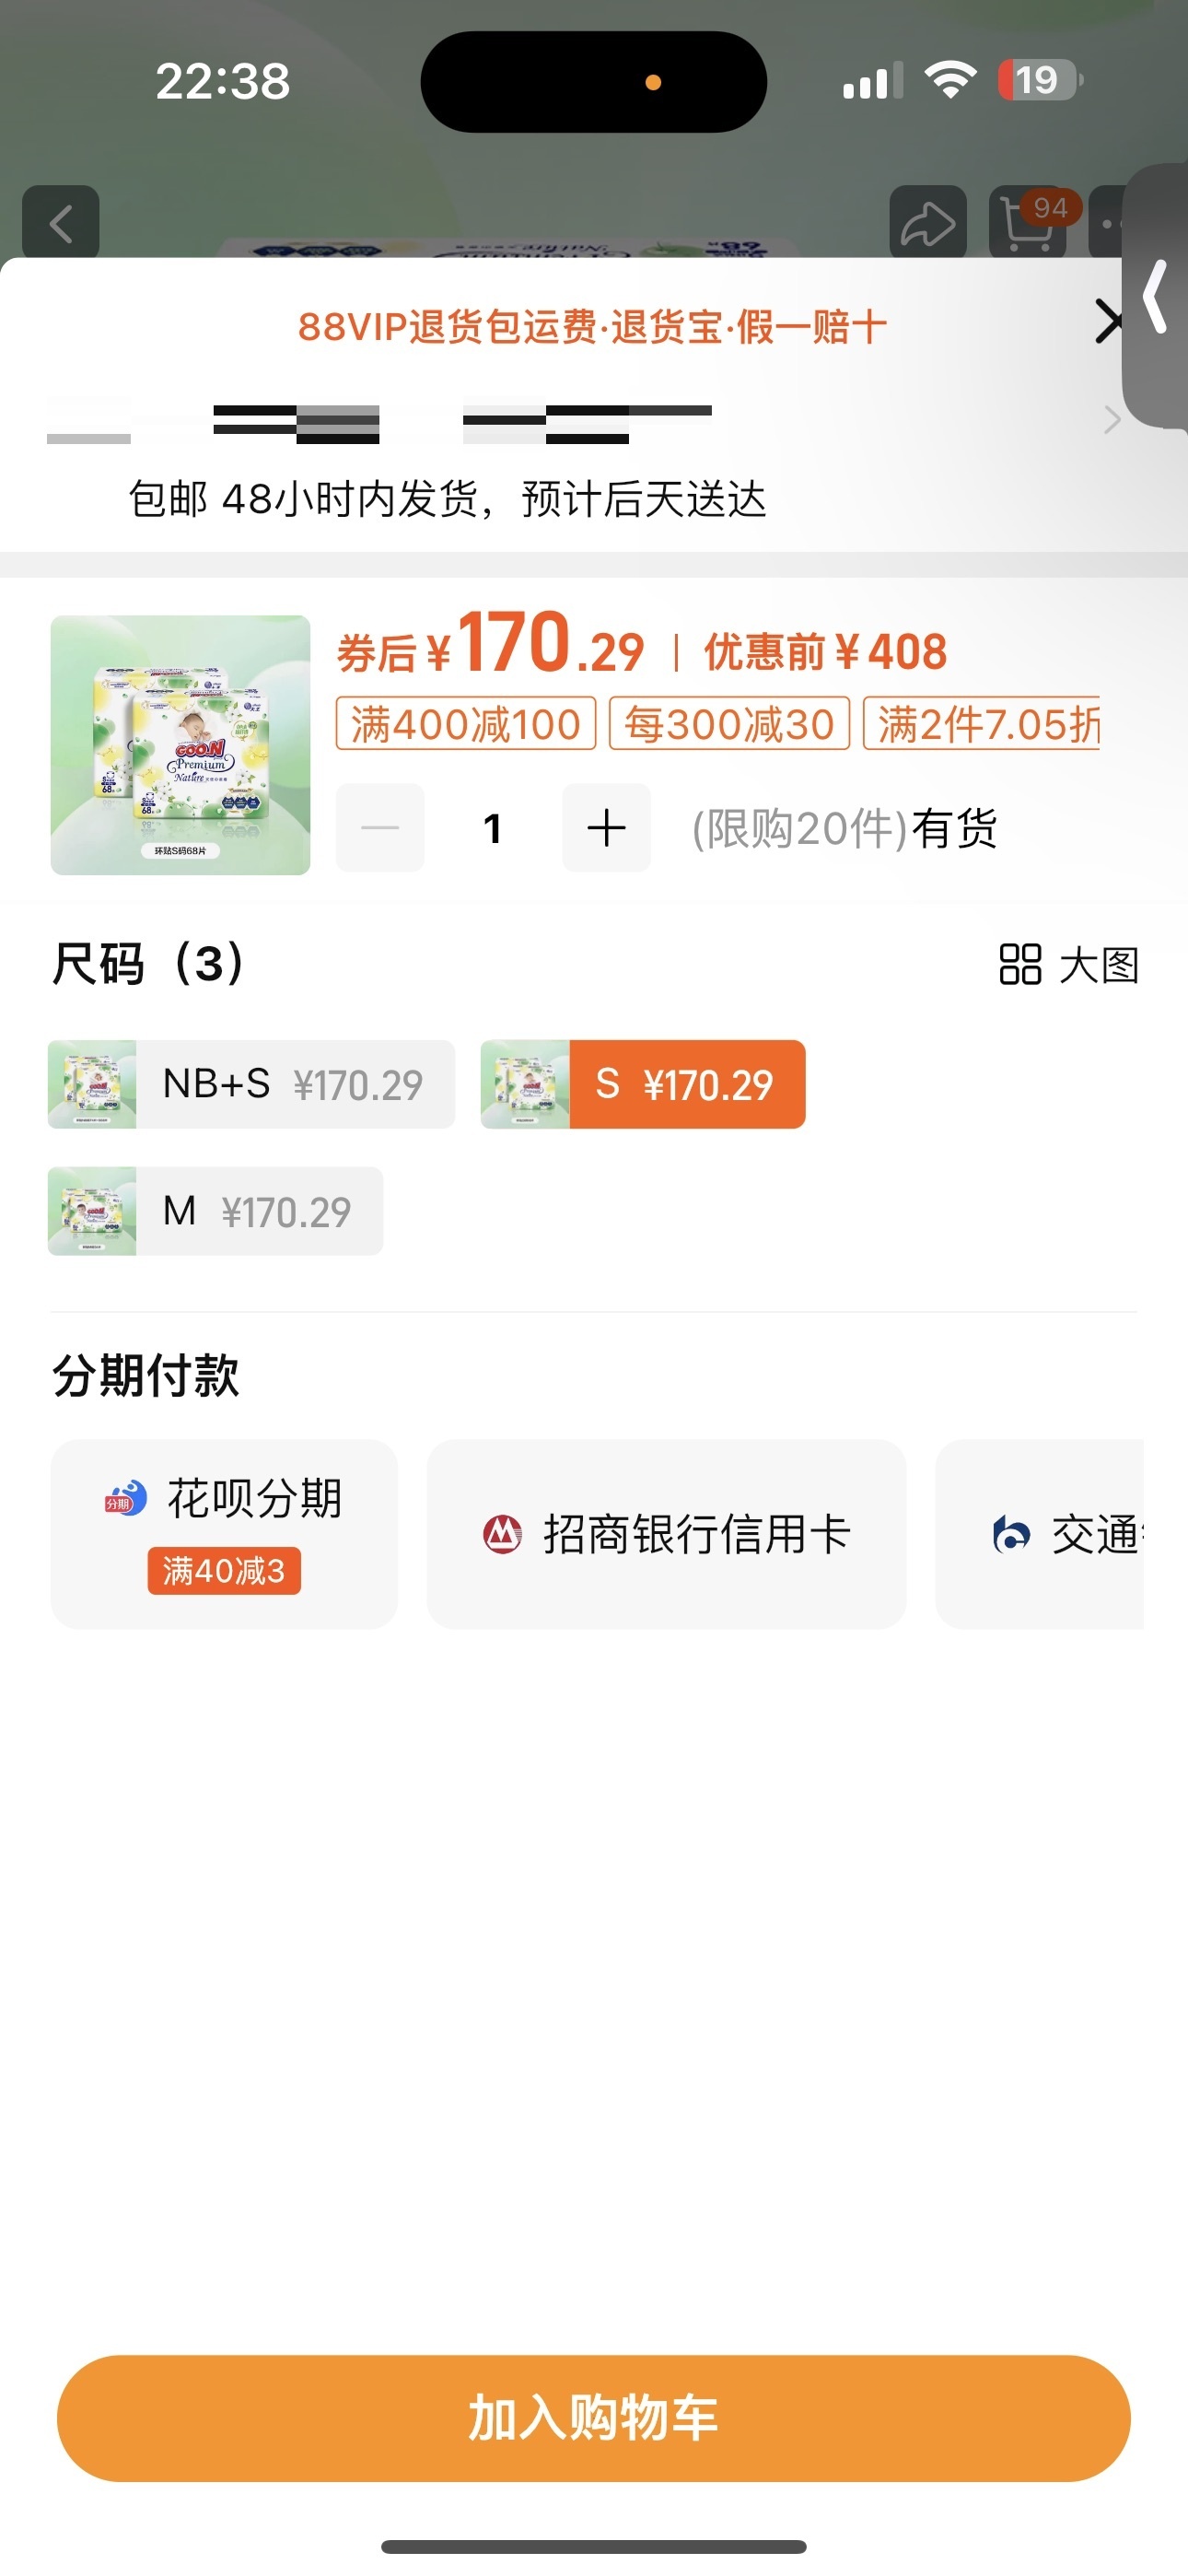 22:38
19
94
88VIP退货包运费·退货宝·假一赔十
包邮 48小时内发货，预计后天送达
券后¥170.29 | 优惠前¥408
满400减100 每300减30 满2件7.05折
GOO.N
Premium
Nature
68
68
环贴S码68片
1 (限购20件)有货
尺码（3）
大图
NB+S ¥170.29
S ¥170.29
M ¥170.29
分期付款
分期 花呗分期
满40减3
招商银行信用卡
交通
加入购物车